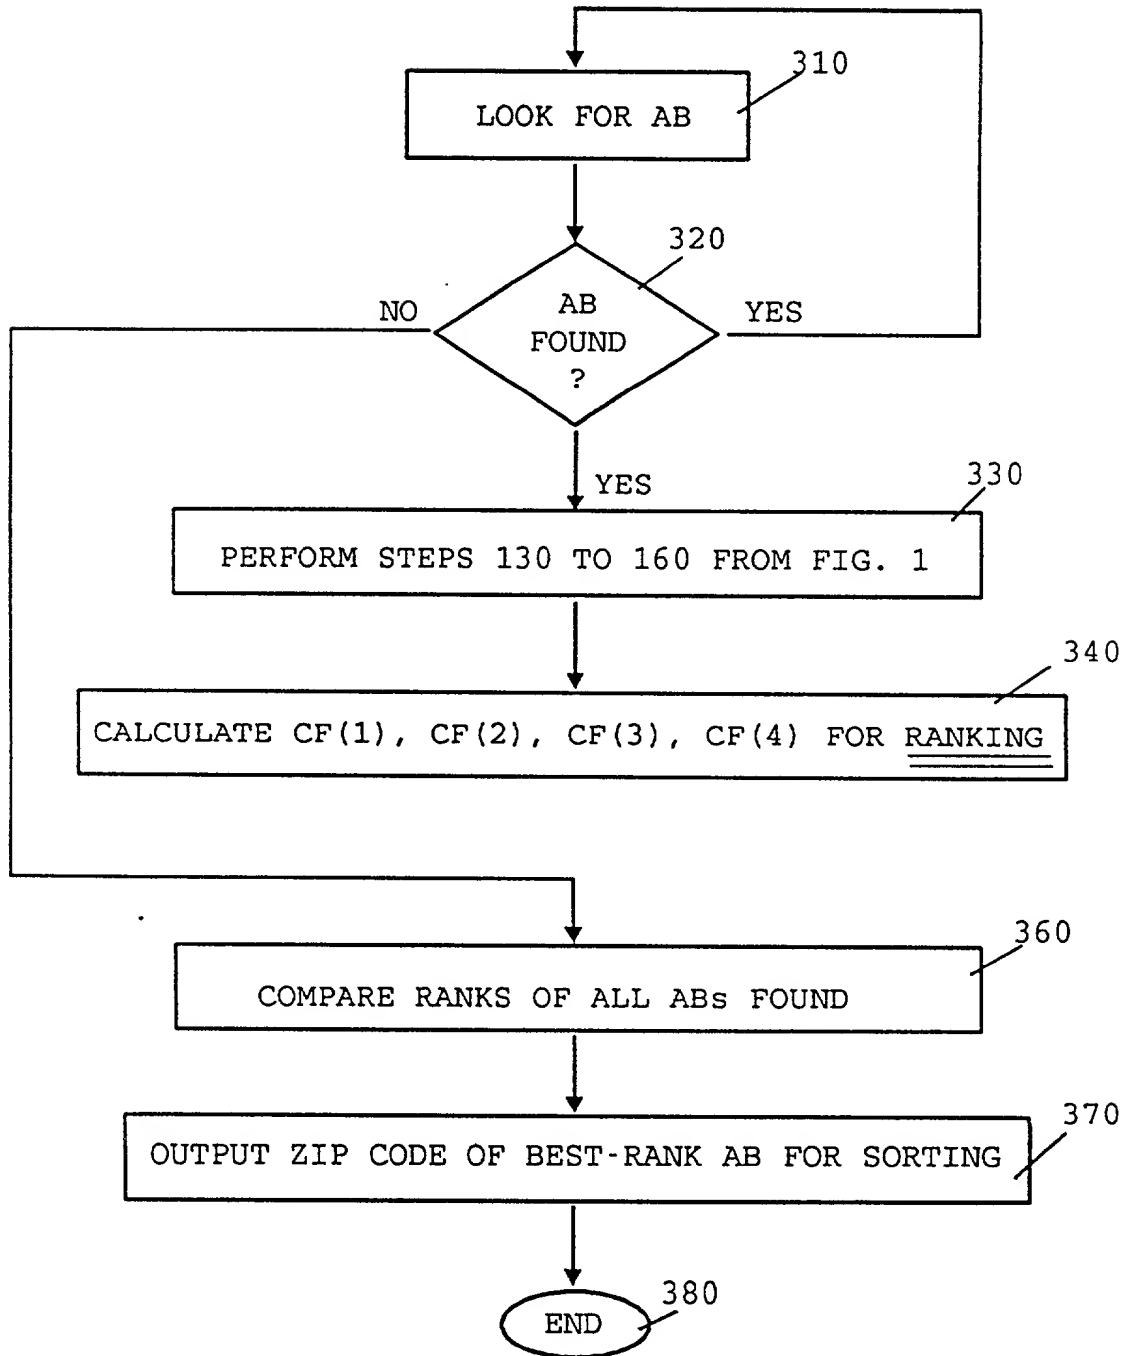 310
LOOK FOR AB
320
NO
AB
FOUND
?
YES
YES
330
PERFORM STEPS 130 TO 160 FROM FIG. 1
340
CALCULATE CF(1), CF(2), CF(3), CF(4) FOR RANKING
360
COMPARE RANKS OF ALL ABs FOUND
370
OUTPUT ZIP CODE OF BEST-RANK AB FOR SORTING
380
END